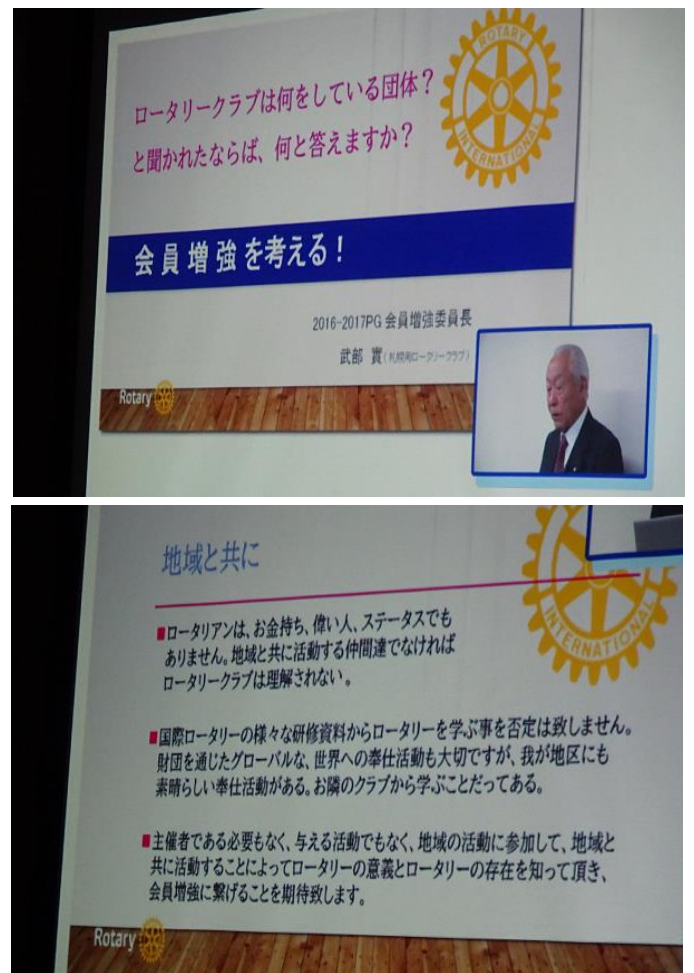 ロータリークラブは何をしている団体?
と聞かれたならば、何と答えますか?
ROTARY
INTERNATIONAL
会員増強を考える!
2016-2017PG 会員増強委員長
武部 實(札幌南ロータリークラブ)
Rotary
地域と共に
INTERNATIONAL
■ロータリアンは、お金持ち、偉い人、ステータスでも
ありません。地域と共に活動する仲間達でなければ
ロータリークラブは理解されない。
■国際ロータリーの様々な研修資料からロータリーを学ぶ事を否定は致しません。
財団を通じたグローバルな、世界への奉仕活動も大切ですが、我が地区にも
素晴らしい奉仕活動がある。お隣のクラブから学ぶことだってある。
■主催者である必要もなく、与える活動でもなく、地域の活動に参加して、地域と
共に活動することによってロータリーの意義とロータリーの存在を知って頂き、
会員増強に繋げることを期待致します。
Rotary